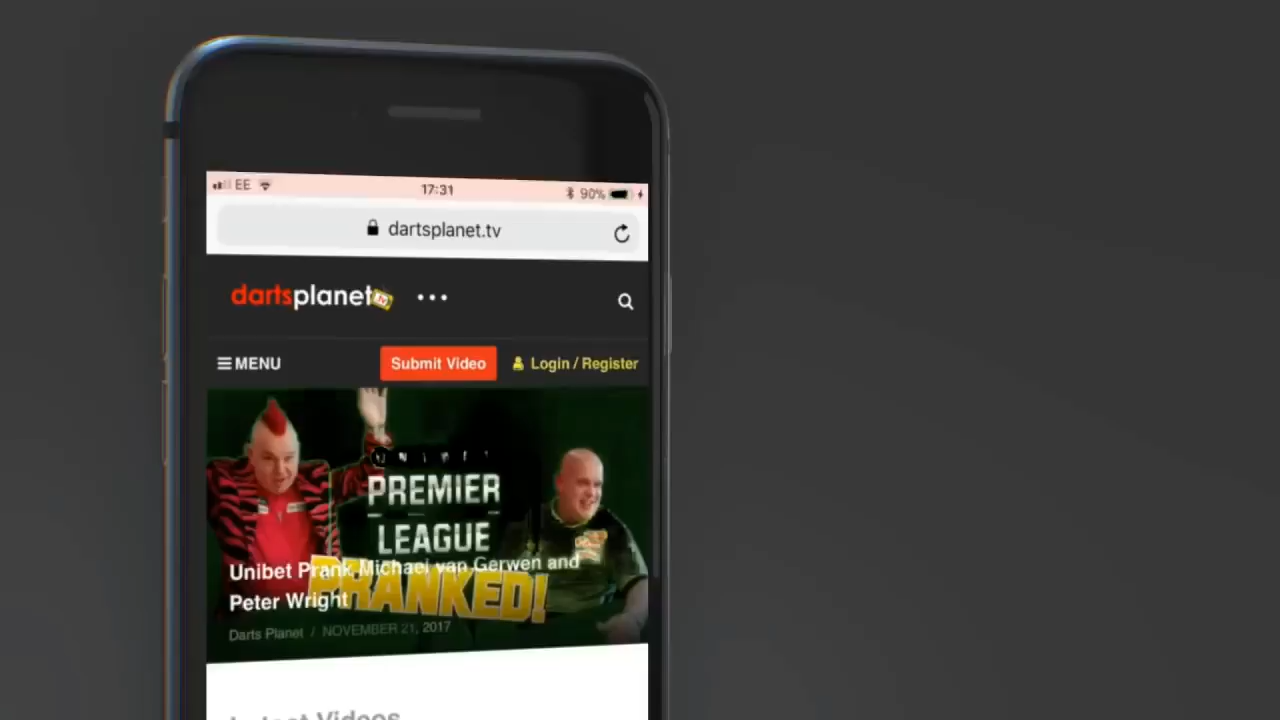 EE
17:31
90%
dartsplanet.tv
dartsplanet
Submit Video
Login / Register
MENU
UNIBET
PREMIER
LEAGUE
PRANKED!
Unibet Prank Michael van Gerwen and
Peter Wright
Darts Planet / NOVEMBER 21, 2017
Latest Videos